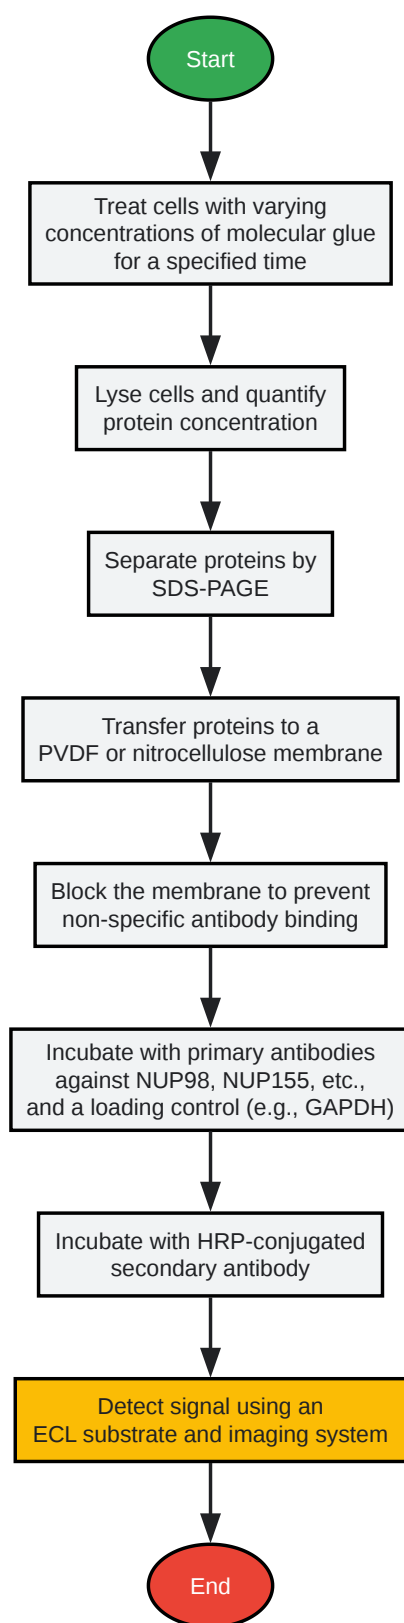 Start
Treat cells with varying
concentrations of molecular glue
for a specified time
Lyse cells and quantify
protein concentration
Separate proteins by
SDS-PAGE
Transfer proteins to a
PVDF or nitrocellulose membrane
Block the membrane to prevent
non-specific antibody binding
Incubate with primary antibodies
against NUP98, NUP155, etc.,
and a loading control (e.g., GAPDH)
Incubate with HRP-conjugated
secondary antibody
Detect signal using an
ECL substrate and imaging system
End